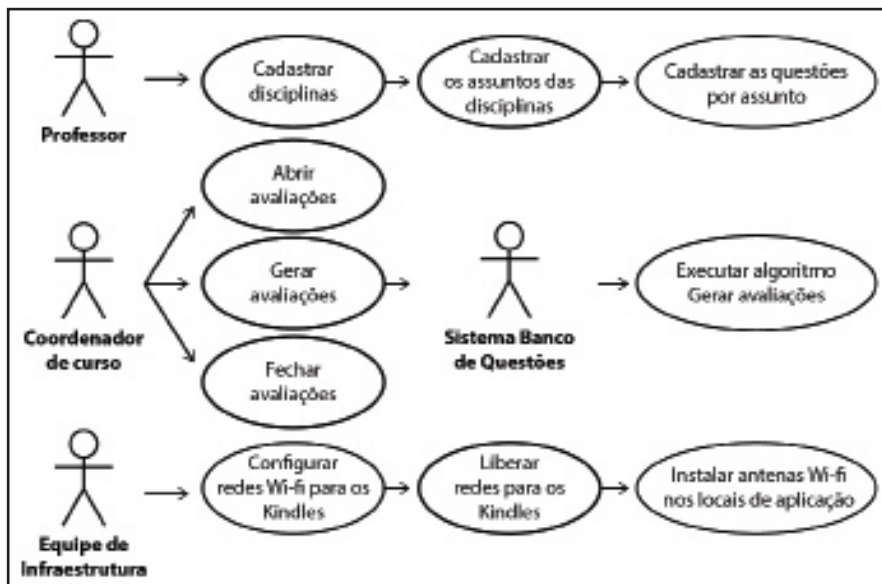 Professor
Cadastrar
disciplinas
Cadastrar
os assuntos das
disciplinas
Cadastrar as questões
por assunto
Abrir
avaliações
Coordenador
de curso
Gerar
avaliações
Sistema Banco
de Questões
Executar algoritmo
Gerar avaliações
Fechar
avaliações
Equipe de
Infraestrutura
Configurar
redes Wi-fi para os
Kindles
Liberar
redes para os
Kindles
Instalar antenas Wi-fi
nos locais de aplicação